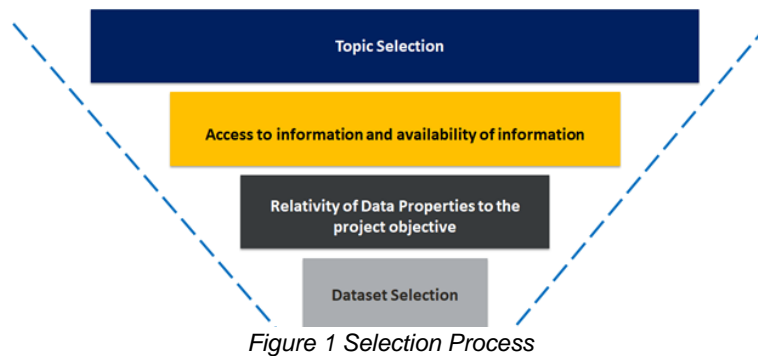 Topic Selection
Access to information and availability of information
Relativity of Data Properties to the
project objective
Dataset Selection
Figure 1 Selection Process